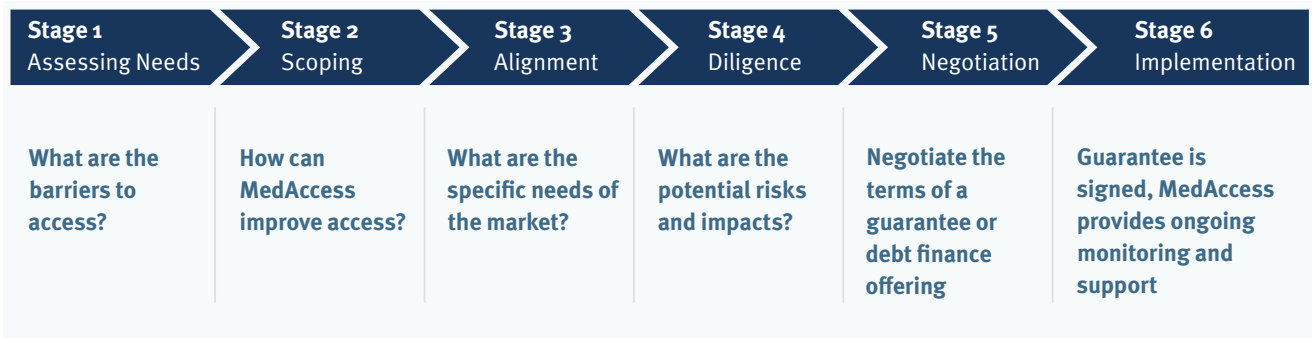 Stage 1
Assessing Needs
Stage 2
Scoping
Stage 3
Alignment
Stage 4
Diligence
Stage 5
Negotiation
Stage 6
Implementation
What are the
barriers to
access?
How can
MedAccess
improve access?
What are the
specific needs of
the market?
What are the
potential risks
and impacts?
Negotiate the
terms of a
guarantee or
debt finance
offering
Guarantee is
signed, MedAccess
provides ongoing
monitoring and
support